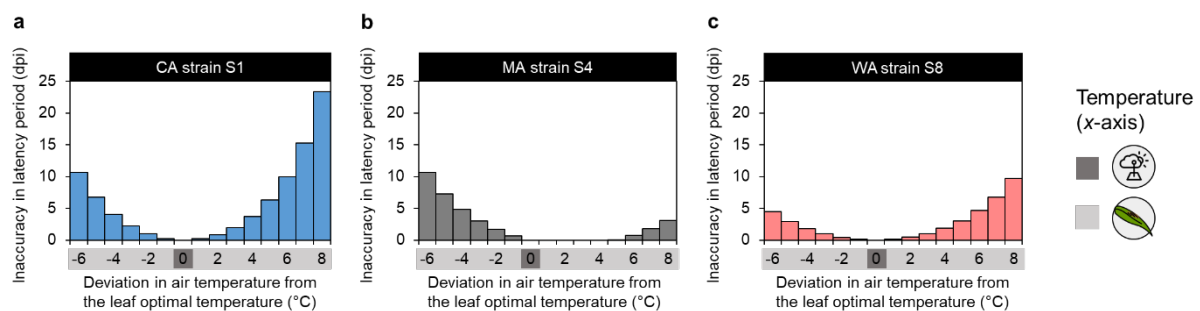 a
CA strain S1
Inaccuracy in latency period (dpi)
25
20
15
10
5
0
-6 -4 -2 0 2 4 6 8
Deviation in air temperature from
the leaf optimal temperature (°C)
b
MA strain S4
Inaccuracy in latency period (dpi)
25
20
15
10
5
0
-6 -4 -2 0 2 4 6 8
Deviation in air temperature from
the leaf optimal temperature (°C)
c
WA strain S8
Inaccuracy in latency period (dpi)
25
20
15
10
5
0
-6 -4 -2 0 2 4 6 8
Deviation in air temperature from
the leaf optimal temperature (°C)
Temperature
(x-axis)